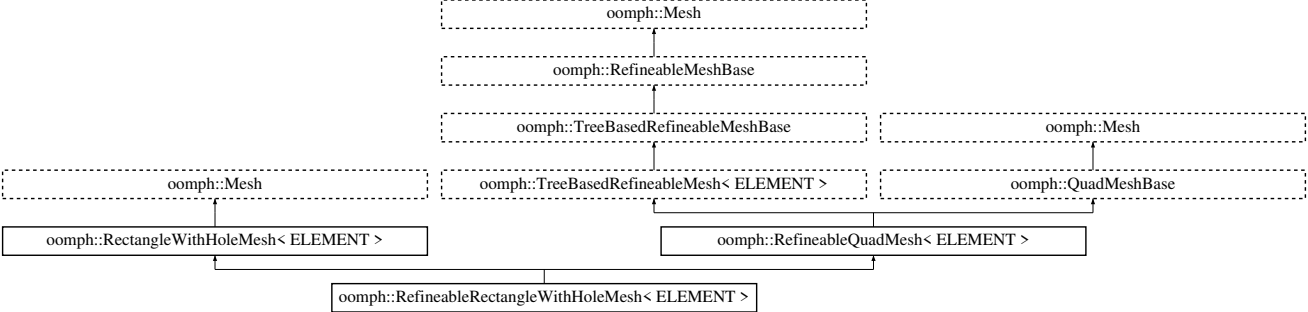 oomph::Mesh
oomph::RefineableMeshBase
oomph::TreeBasedRefineableMeshBase
oomph::Mesh
oomph::Mesh
oomph::TreeBasedRefineableMesh< ELEMENT >
oomph::QuadMeshBase
oomph::RectangleWithHoleMesh< ELEMENT >
oomph::RefineableQuadMesh< ELEMENT >
oomph::RefineableRectangleWithHoleMesh< ELEMENT >